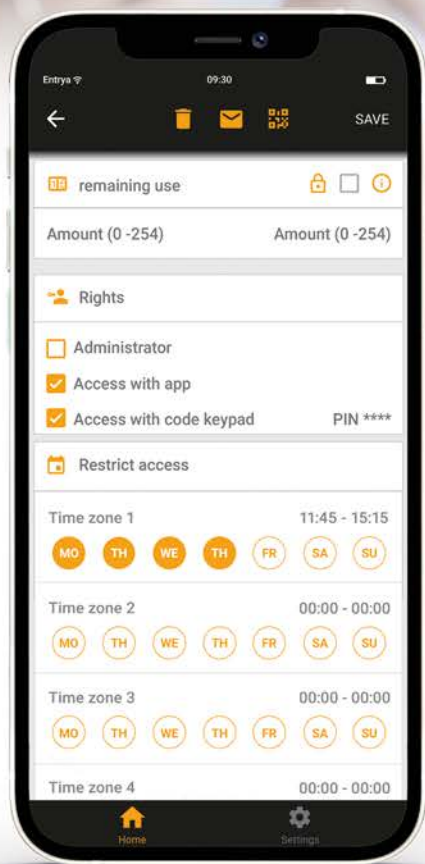 Entrya 09:30
SAVE
remaining use
Amount (0 -254) Amount (0 -254)
Rights
Administrator
Access with app
Access with code keypad PIN ****
Restrict access
Time zone 1 11:45 - 15:15
MO TH WE TH FR SA SU
Time zone 2 00:00 - 00:00
MO TH WE TH FR SA SU
Time zone 3 00:00 - 00:00
MO TH WE TH FR SA SU
Time zone 4 00:00 - 00:00
Home Settings